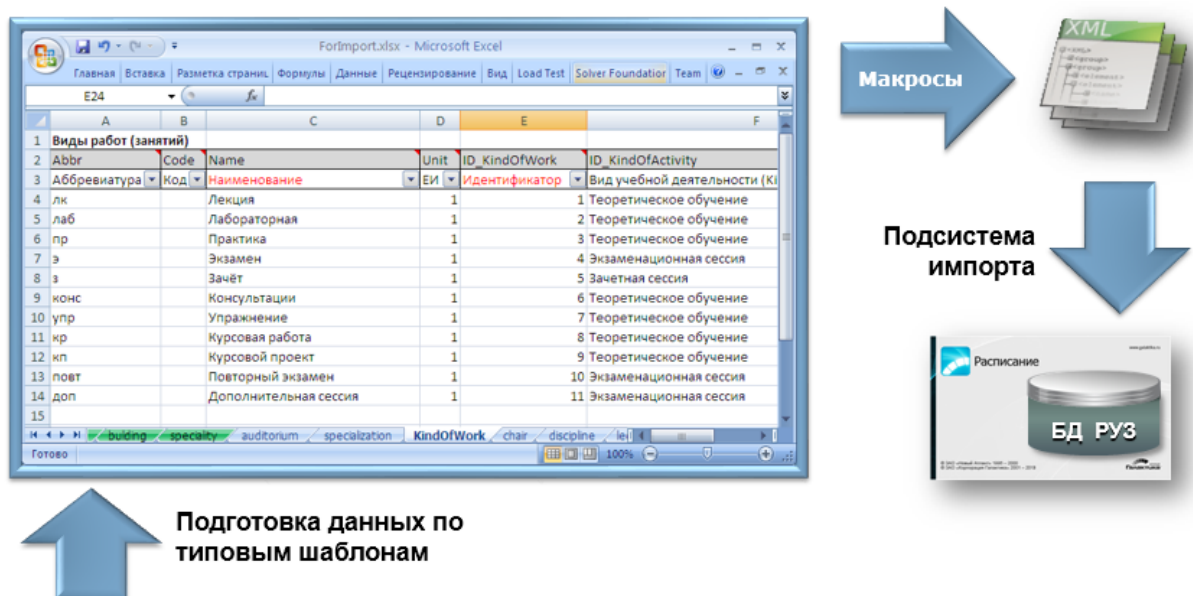 ForImport.xlsx - Microsoft Excel
Главная Вставка Разметка страниц Формулы Данные Рецензирование Вид Load Test Solver Foundation Team
E24 fx
A B C D E F
1 Виды работ (занятий)
2 Abbr Code Name Unit ID_KindOfWork ID_KindOfActivity
3 Аббревиатура Код Наименование ЕИ Идентификатор Вид учебной деятельности (Ki
4 лк Лекция 1 1 Теоретическое обучение
5 лаб Лабораторная 1 2 Теоретическое обучение
6 пр Практика 1 3 Теоретическое обучение
7 э Экзамен 1 4 Экзаменационная сессия
8 з Зачёт 1 5 Зачетная сессия
9 конс Консультации 1 6 Теоретическое обучение
10 упр Упражнение 1 7 Теоретическое обучение
11 кр Курсовая работа 1 8 Теоретическое обучение
12 кп Курсовой проект 1 9 Теоретическое обучение
13 повт Повторный экзамен 1 10 Экзаменационная сессия
14 доп Дополнительная сессия 1 11 Экзаменационная сессия
15
buiding speciality auditorium specialization KindOfWork chair discipline
Готово 100%
Макросы
XML
Подсистема
импорта
Расписание
БД РУЗ
Галактика
Подготовка данных по
типовым шаблонам